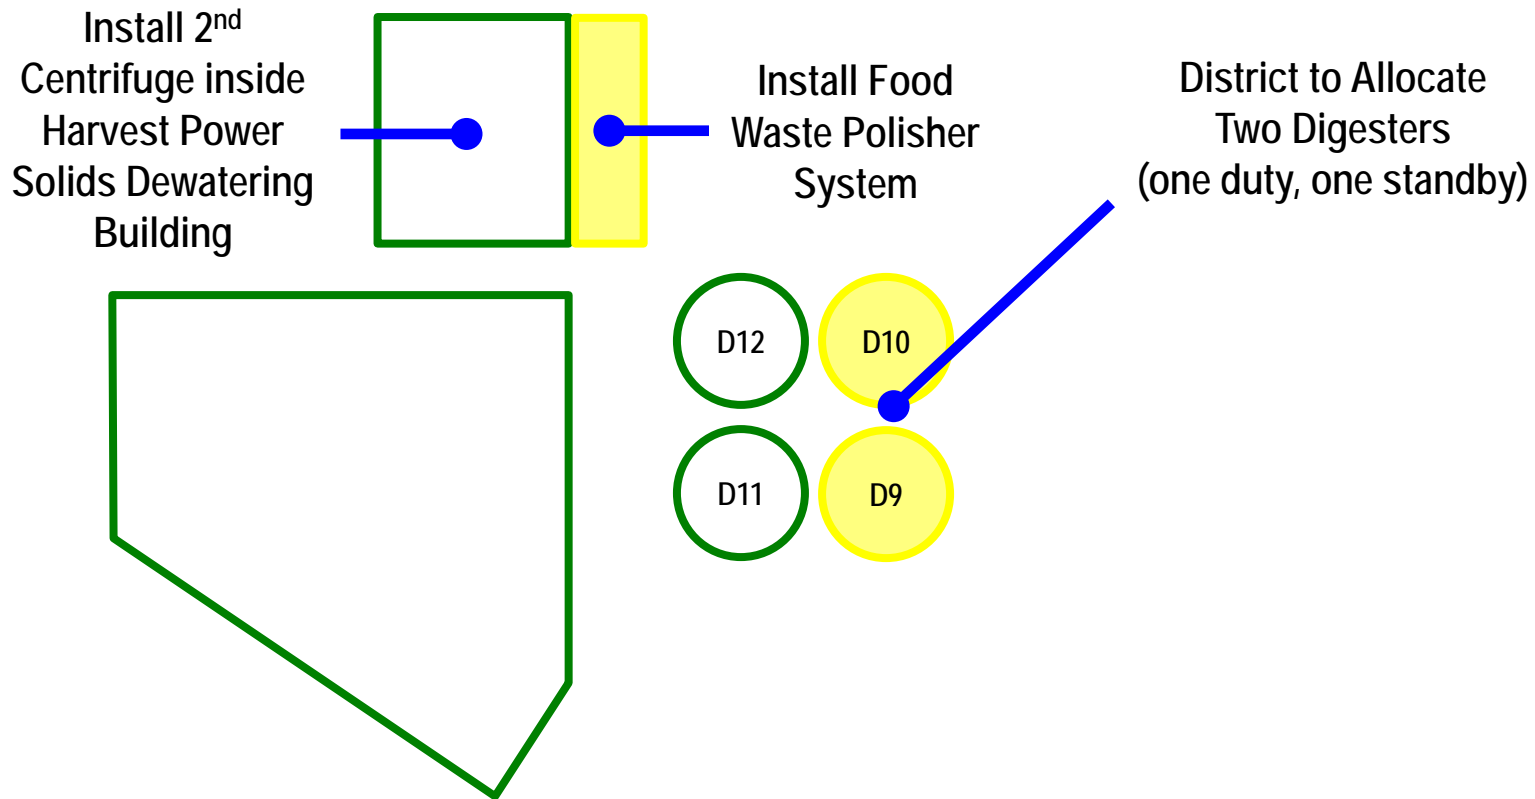 Install 2nd
Centrifuge inside
Harvest Power
Solids Dewatering
Building
Install Food
Waste Polisher
System
District to Allocate
Two Digesters
(one duty, one standby)
D12
D10
D11
D9